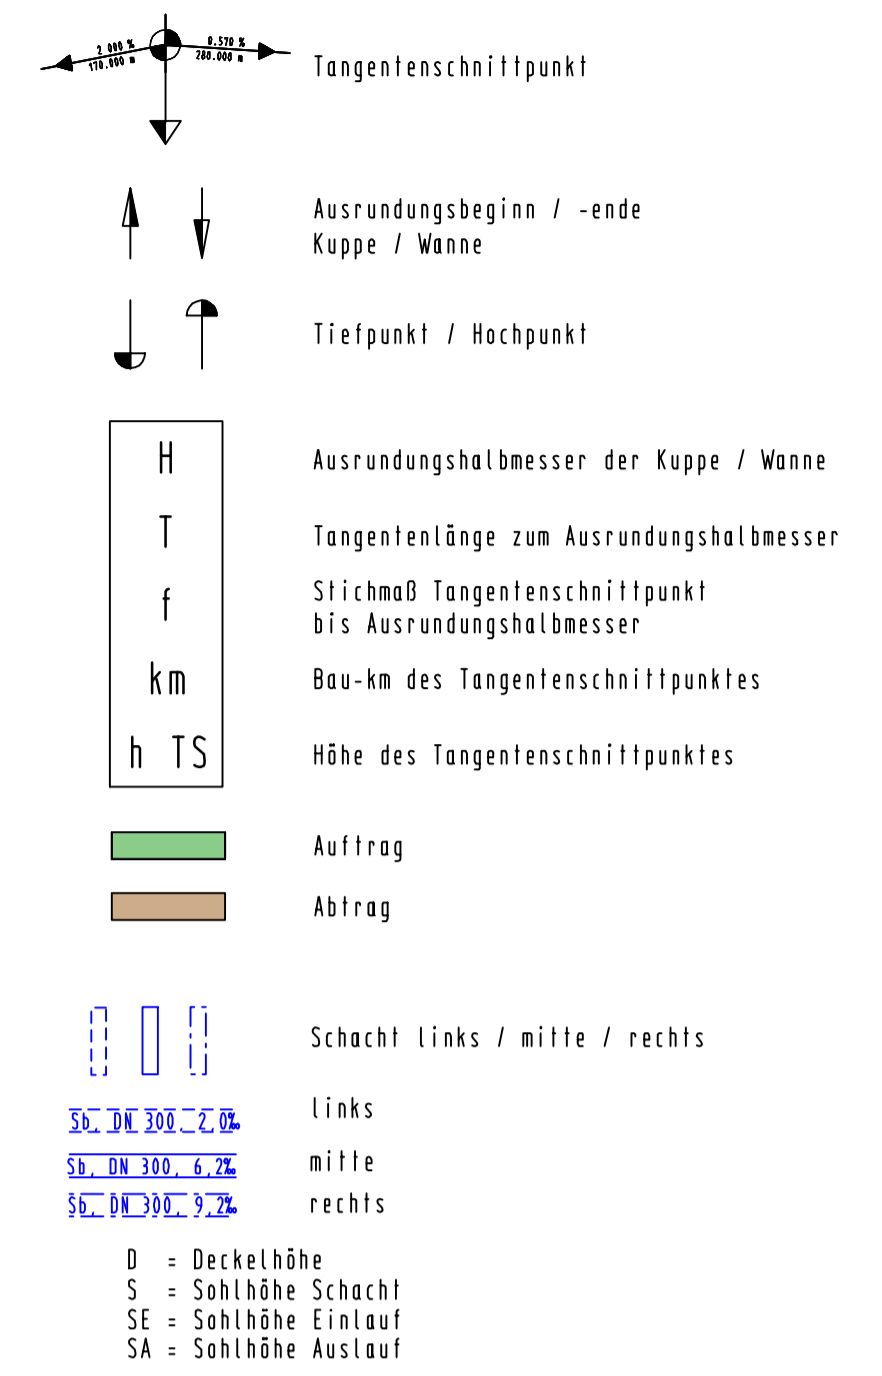 2 000 %
0.570 %
170.000 m
280.000 m
Tangentenschnittpunkt
Ausrundungsbeginn / -ende
Kuppe / Wanne
Tiefpunkt / Hochpunkt
H
Ausrundungshalbmesser der Kuppe / Wanne
T
Tangentenlänge zum Ausrundungshalbmesser
f
Stichmaß Tangentenschnittpunkt
bis Ausrundungshalbmesser
km
Bau-km des Tangentenschnittpunktes
h TS
Höhe des Tangentenschnittpunktes
Auftrag
Abtrag
Schacht links / mitte / rechts
Sb, DN 300, 2,0‰
links
Sb, DN 300, 6,2‰
mitte
Sb, DN 300, 9,2‰
rechts
D = Deckelhöhe
S = Sohlhöhe Schacht
SE = Sohlhöhe Einlauf
SA = Sohlhöhe Auslauf